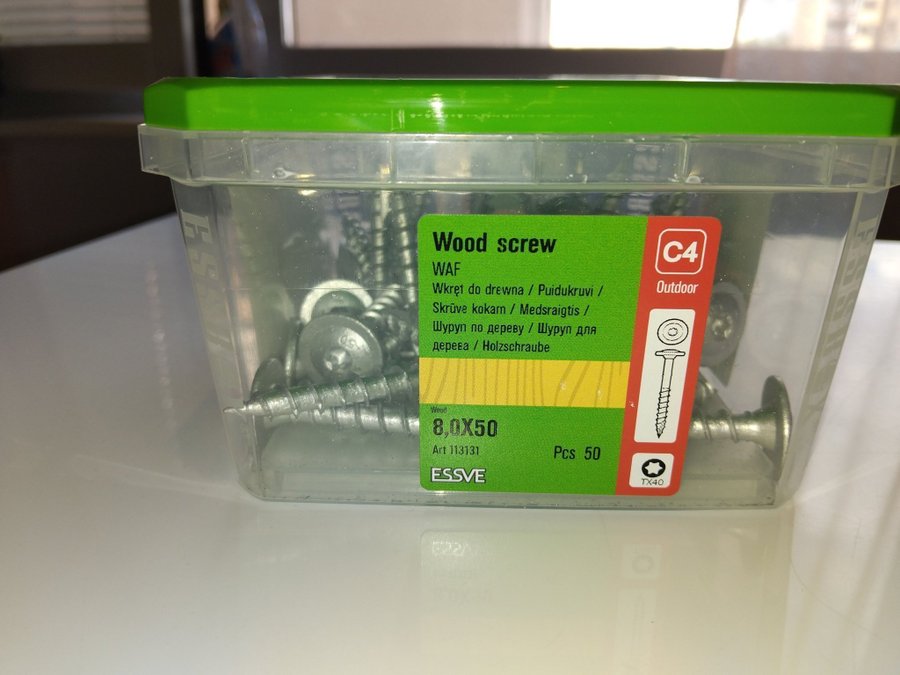 Wood screw
WAF
Wkręt do drewna / Puidukruvi /
Skrūve kokam / Medsraigtis /
Шуруп по дереву / Шуруп для
дерева / Holzschraube
Wood
8,0X50
Art 113131
Pcs 50
ESSVE
C4
Outdoor
TX40